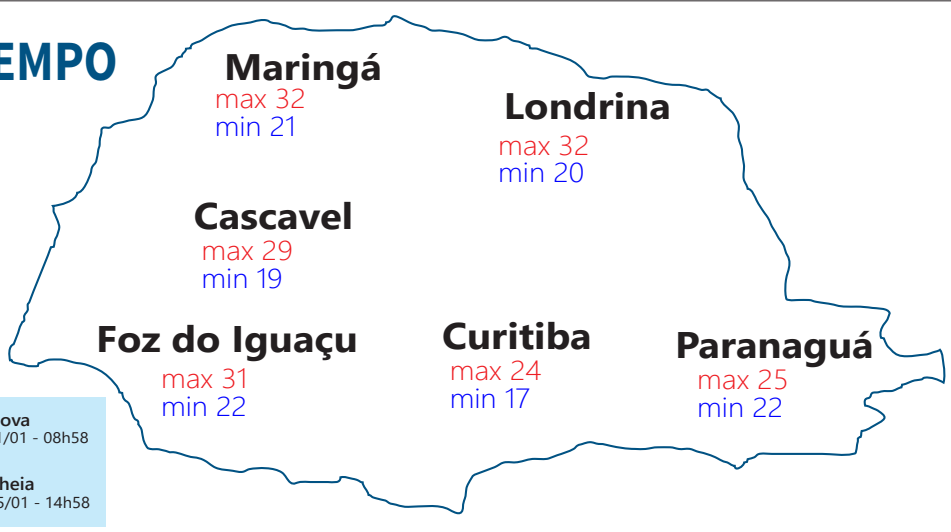 EMPO
Maringá
max 32
min 21
Londrina
max 32
min 20
Cascavel
max 29
min 19
Foz do Iguaçu
max 31
min 22
Curitiba
max 24
min 17
Paranaguá
max 25
min 22
ova
/01 - 08h58
heia
/01 - 14h58